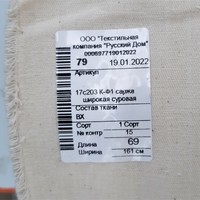 ООО "Текстильная
компания "Русский Дом"
000607719012022
79 19.01.2022
Артикул
17с203 К-Ф1 саржа
широкая суровая
Состав ткани
ВХ
Сорт 1 Сорт
№ контр 15
Длина 69
Ширина 161 см